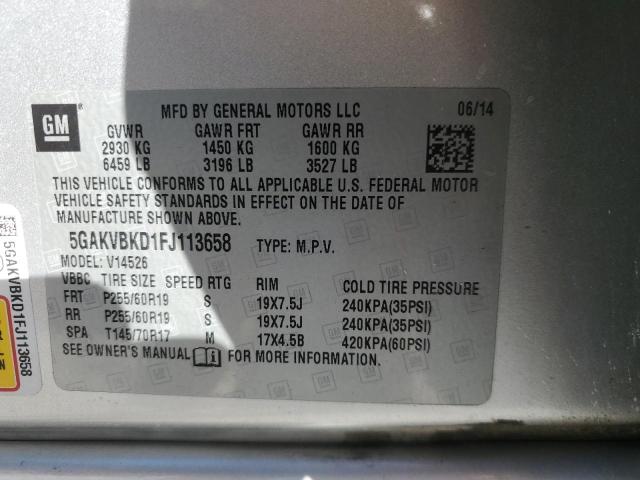 MFD BY GENERAL MOTORS LLC 06/14
GM ®
GVWR GAWR FRT GAWR RR
2930 KG 1450 KG 1600 KG
6459 LB 3196 LB 3527 LB
THIS VEHICLE CONFORMS TO ALL APPLICABLE U.S. FEDERAL MOTOR
VEHICLE SAFETY STANDARDS IN EFFECT ON THE DATE OF
MANUFACTURE SHOWN ABOVE.
5GAKVBKD1FJ113658 TYPE: M.P.V.
MODEL: V14526
VBBC TIRE SIZE SPEED RTG RIM COLD TIRE PRESSURE
FRT P255/60R19 S 19X7.5J 240KPA(35PSI)
RR P255/60R19 S 19X7.5J 240KPA(35PSI)
SPA T145/70R17 M 17X4.5B 420KPA(60PSI)
SEE OWNER'S MANUAL FOR MORE INFORMATION.
5GAKVBKD1FJ113658